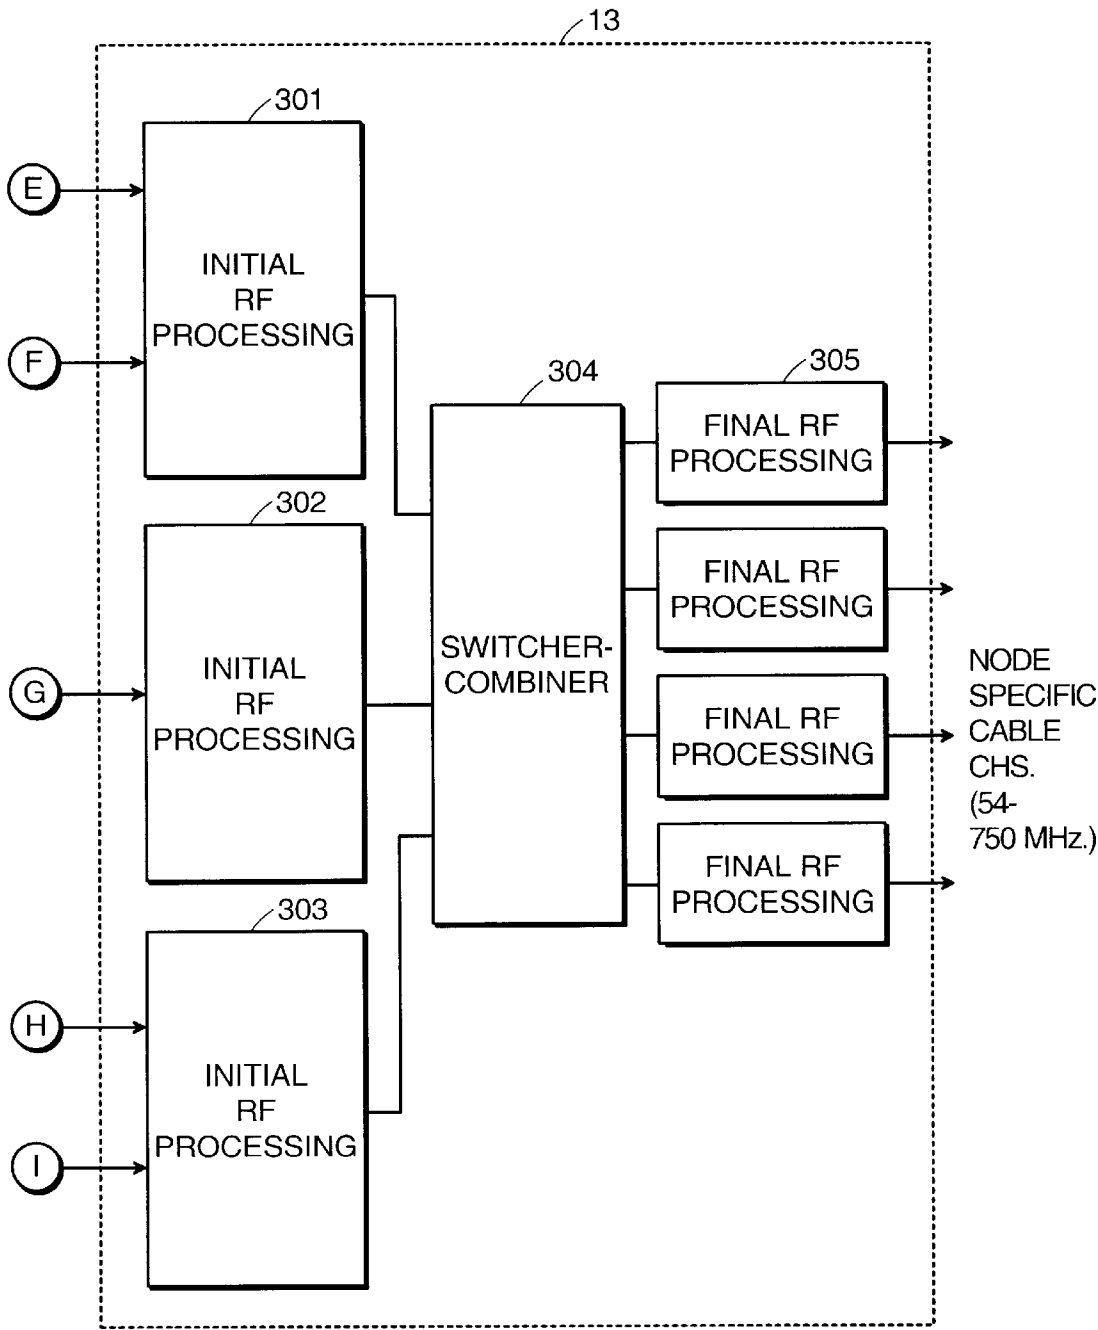 13
301
E
F
INITIAL
RF
PROCESSING
302
G
INITIAL
RF
PROCESSING
303
H
I
INITIAL
RF
PROCESSING
304
SWITCHER-
COMBINER
305
FINAL RF
PROCESSING
FINAL RF
PROCESSING
FINAL RF
PROCESSING
FINAL RF
PROCESSING
NODE
SPECIFIC
CABLE
CHS.
(54-
750 MHz.)